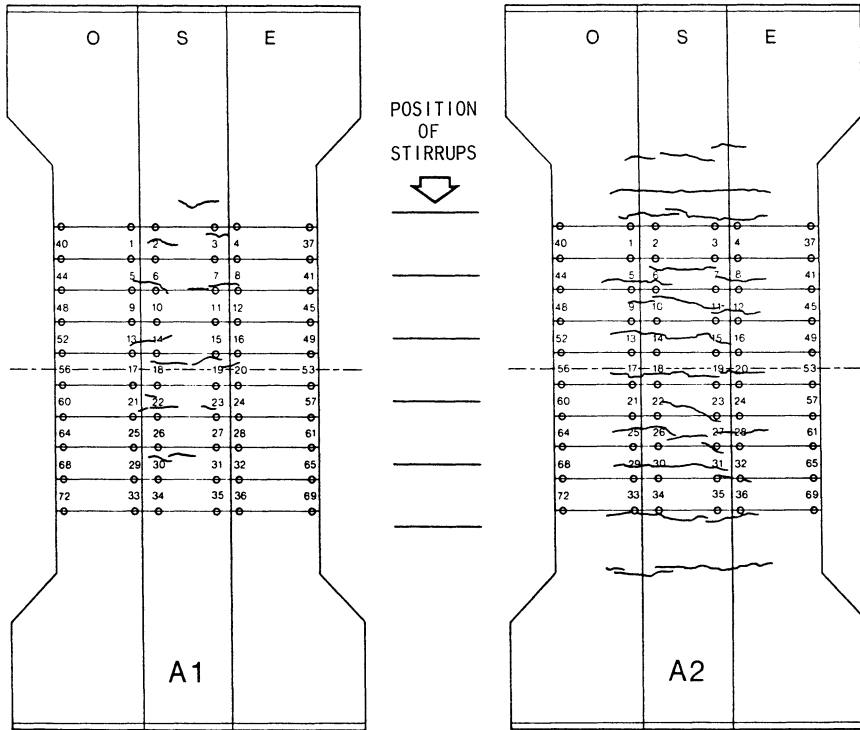 O S E
O S E
POSITION
OF
STIRRUPS
40 1 2 3 4 37
44 5 6 7 8 41
48 9 10 11 12 45
52 13 14 15 16 49
56 17 18 19 20 53
60 21 22 23 24 57
64 25 26 27 28 61
68 29 30 31 32 65
72 33 34 35 36 69
A1
40 1 2 3 4 37
44 5 6 7 8 41
48 9 10 11 12 45
52 13 14 15 16 49
56 17 18 19 20 53
60 21 22 23 24 57
64 25 26 27 28 61
68 29 30 31 32 65
72 33 34 35 36 69
A2